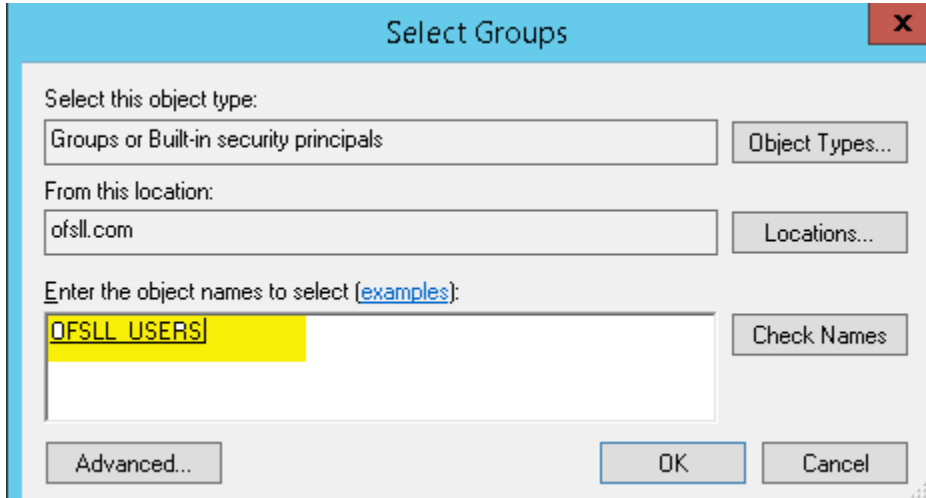 Select Groups
x
Select this object type:
Groups or Built-in security principals
Object Types...
From this location:
ofsll.com
Locations...
Enter the object names to select (examples):
OFSLL_USERS
Check Names
Advanced...
OK
Cancel